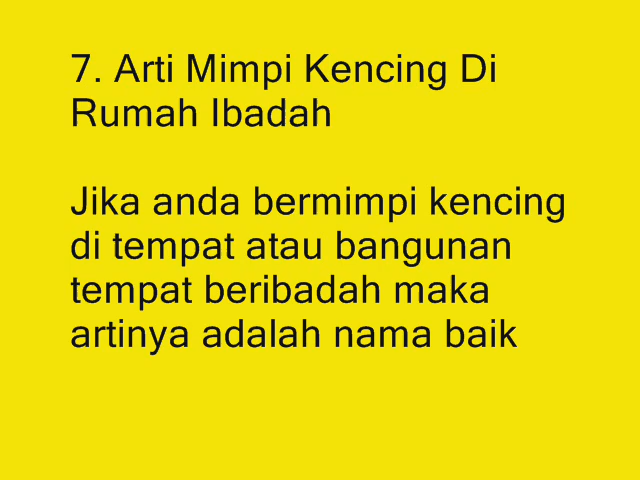 7. Arti Mimpi Kencing Di
Rumah Ibadah
Jika anda bermimpi kencing
di tempat atau bangunan
tempat beribadah maka
artinya adalah nama baik